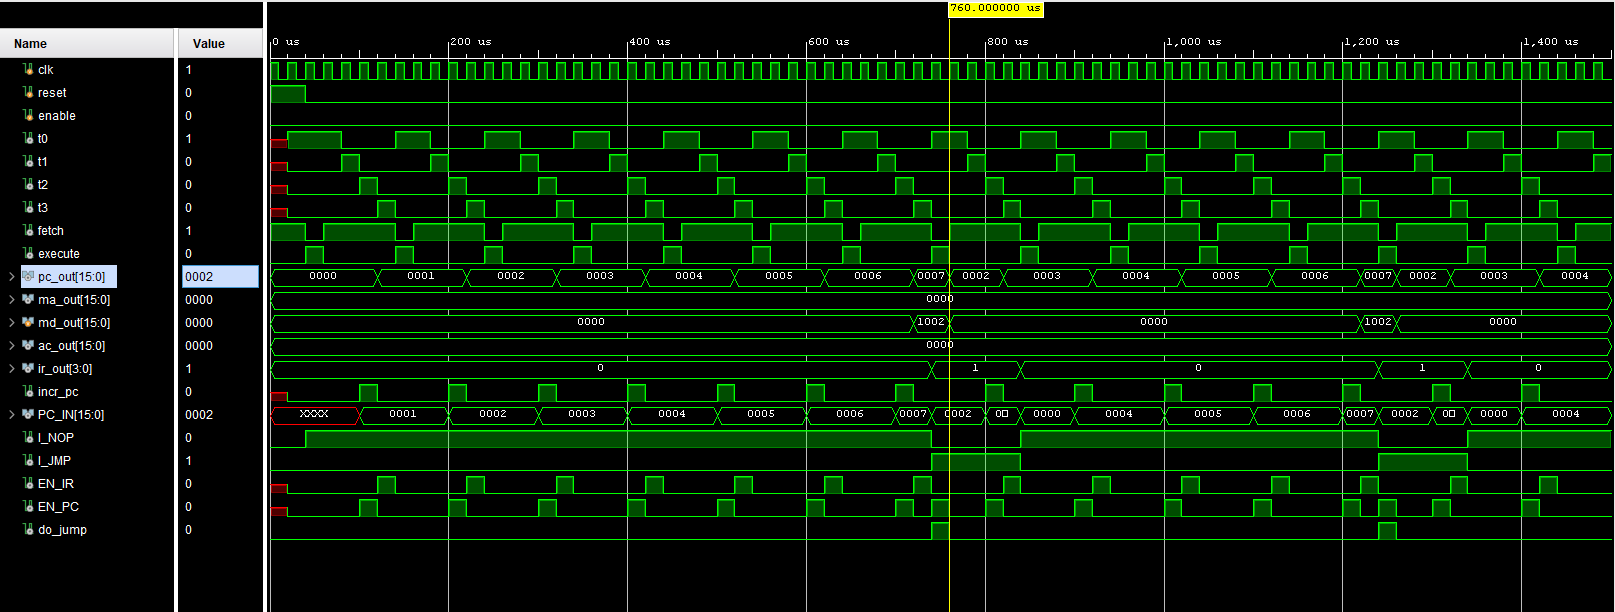 760.000000 us
Name Value 0 us 200 us 400 us 600 us 800 us 1,000 us 1,200 us 1,400 us
clk 1
reset 0
enable 0
t0 1
t1 0
t2 0
t3 0
fetch 1
execute 0
pc_out[15:0] 0002 0000 0001 0002 0003 0004 0005 0006 0007 0002 0003 0004 0005 0006 0007 0002 0003 0004
ma_out[15:0] 0000 0000
md_out[15:0] 0000 0000 1002 0000 1002 0000
ac_out[15:0] 0000 0000
ir_out[3:0] 1 0 1 0 1 0
incr_pc 0
PC_IN[15:0] 0002 XXXX 0001 0002 0003 0004 0005 0006 0007 0002 0 0000 0004 0005 0006 0007 0002 0 0000 0004
I_NOP 0
I_JMP 1
EN_IR 0
EN_PC 0
do_jump 0